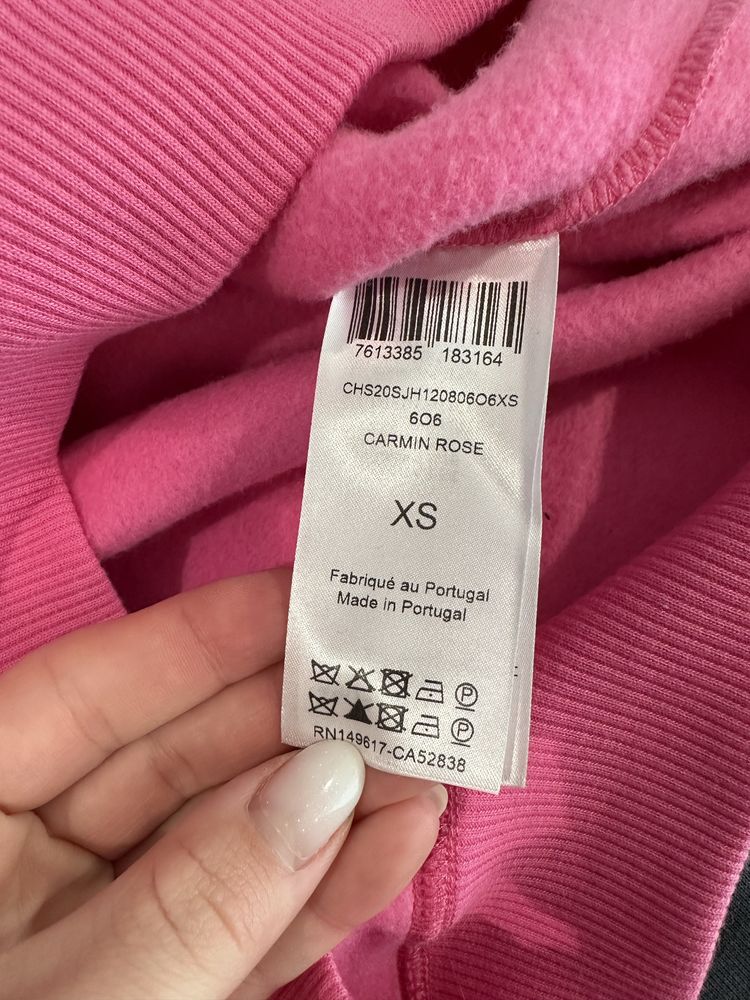 7613385 183164
CHS20SJH120806O6XS
6O6
CARMIN ROSE
XS
Fabriqué au Portugal
Made in Portugal
P
P
RN149617-CA52838